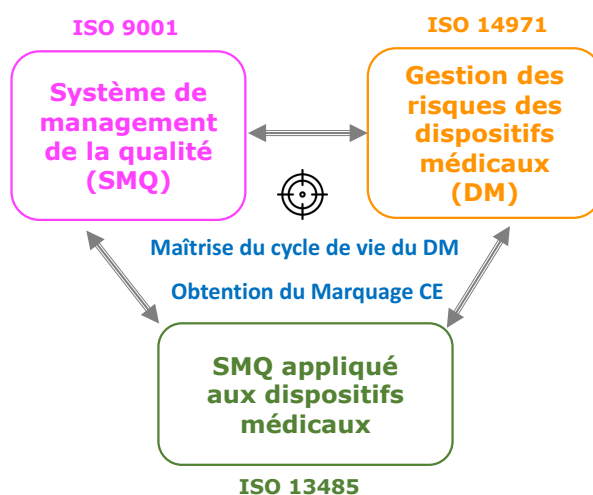 ISO 9001
Système de
management
de la qualité
(SMQ)
ISO 14971
Gestion des
risques des
dispositifs
médicaux
(DM)
Maîtrise du cycle de vie du DM
Obtention du Marquage CE
SMQ appliqué
aux dispositifs
médicaux
ISO 13485